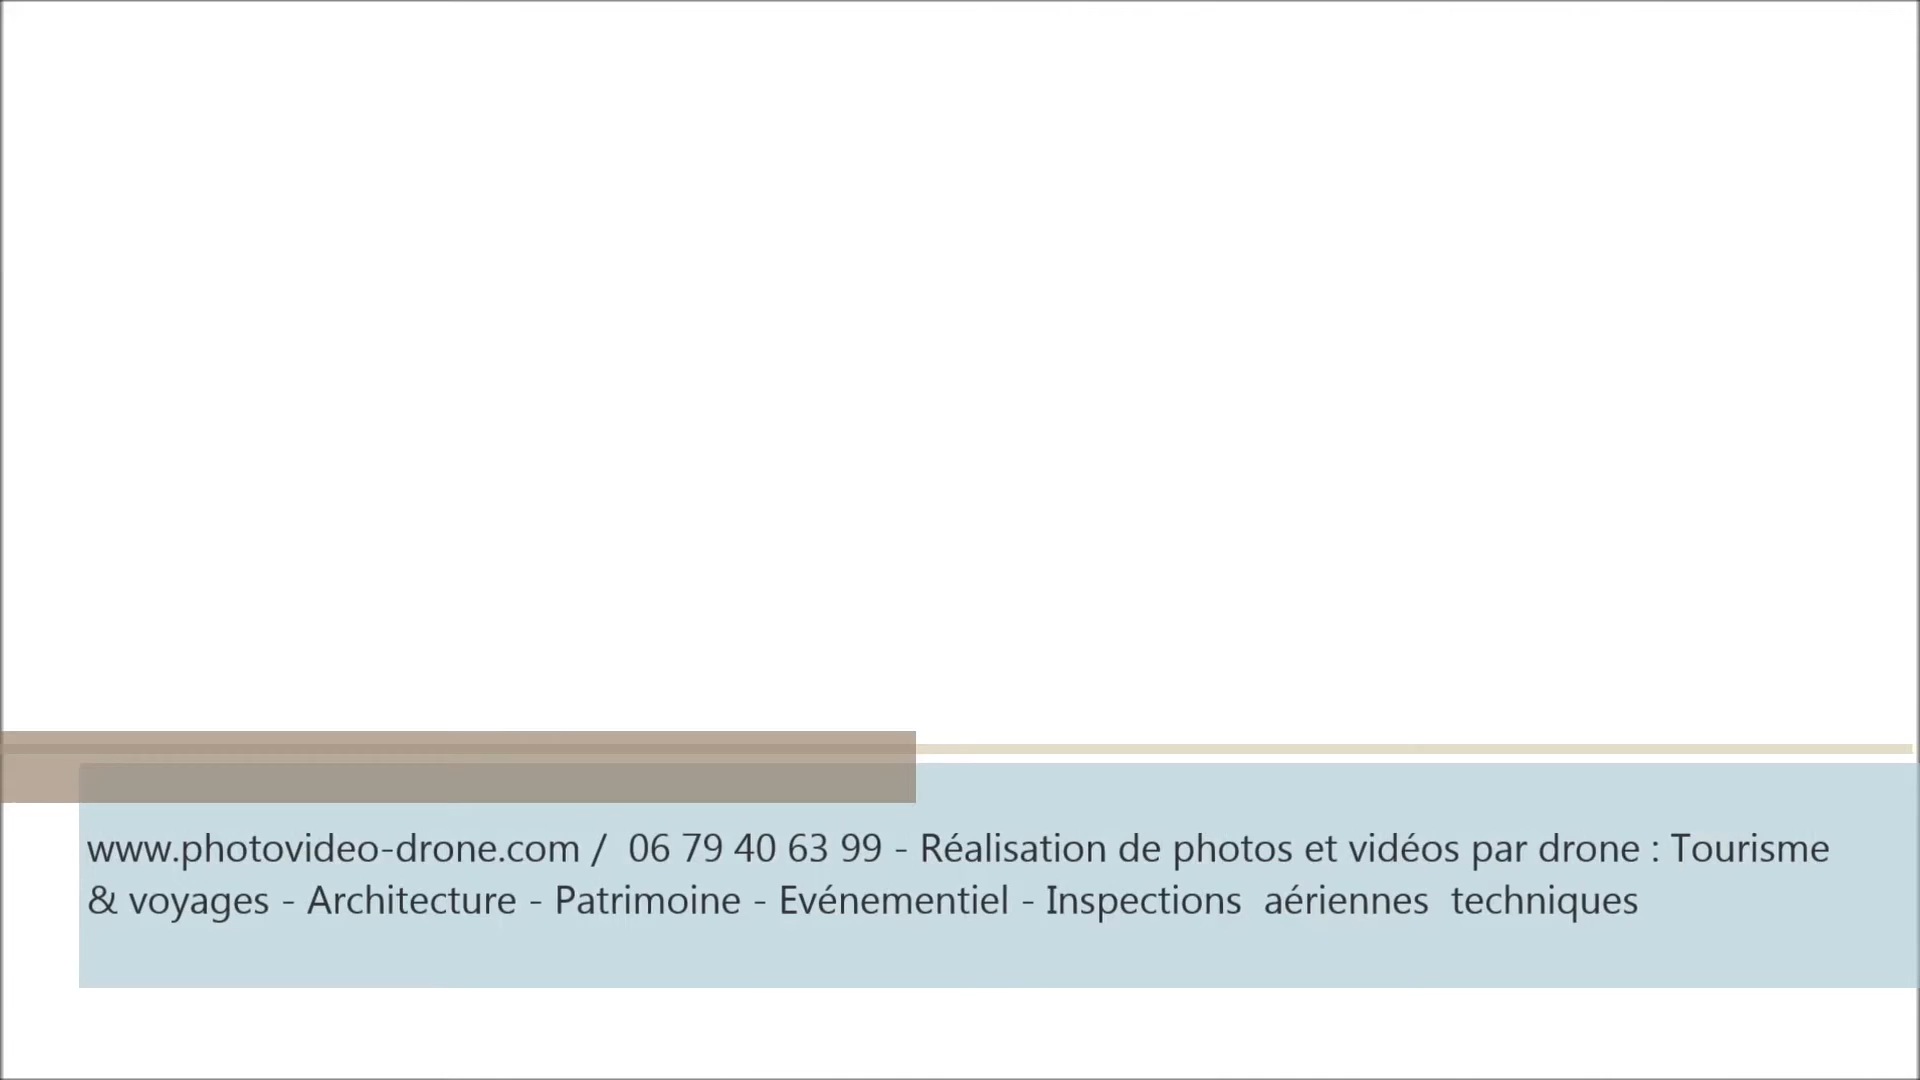 www.photovideo-drone.com /  06 79 40 63 99 - Réalisation de photos et vidéos par drone : Tourisme
& voyages - Architecture - Patrimoine - Evénementiel - Inspections  aériennes  techniques